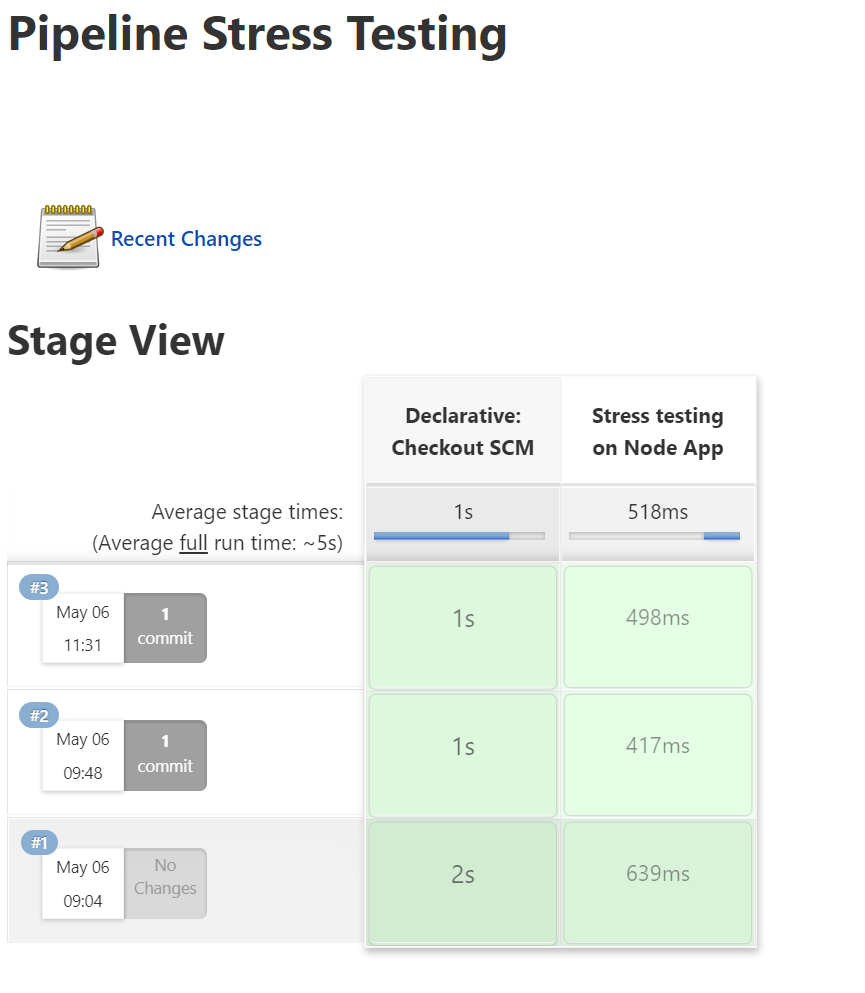 Pipeline Stress Testing
Recent Changes
Stage View
Declarative:
Checkout SCM
Stress testing
on Node App
Average stage times:
(Average full run time: ~5s)
1s
518ms
#3
May 06
11:31
1
commit
1s
498ms
#2
May 06
09:48
1
commit
1s
417ms
#1
May 06
09:04
No
Changes
2s
639ms